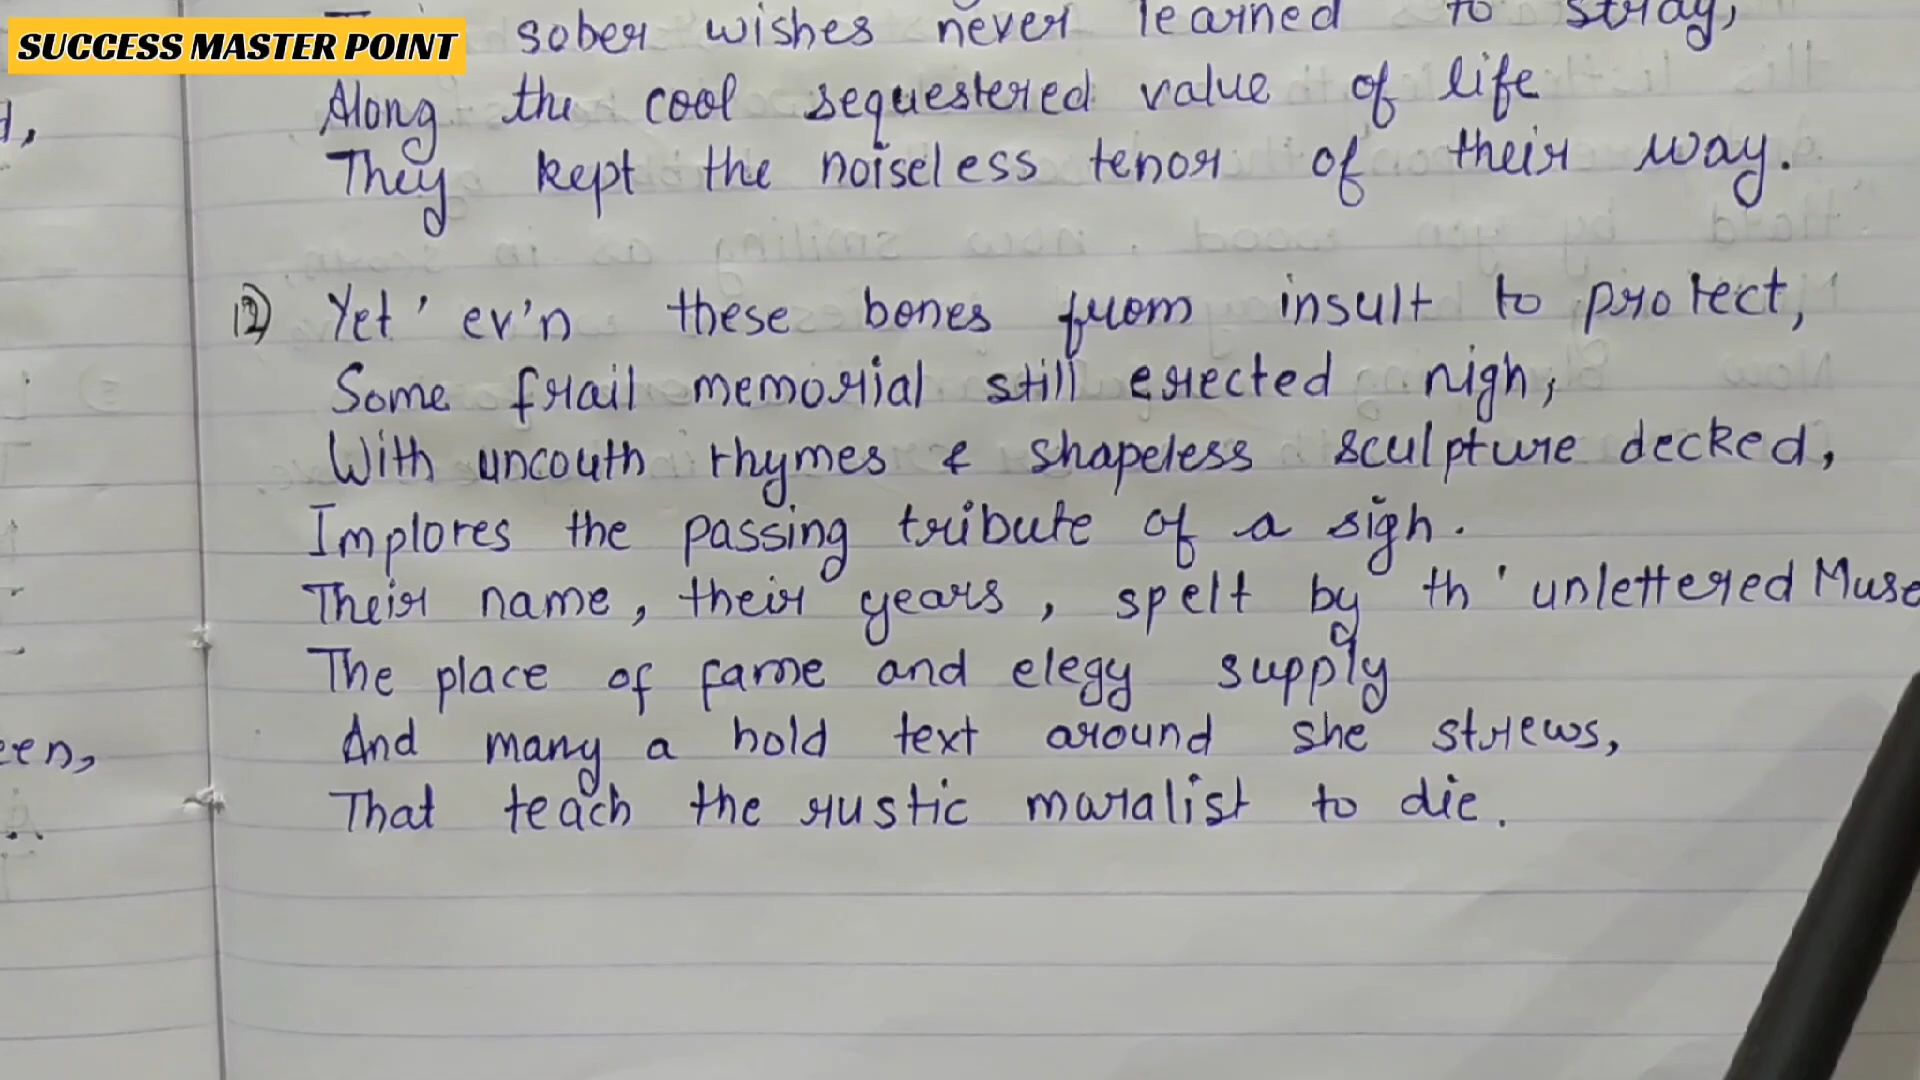 SUCCESS MASTER POINT
sober wishes never learned to stray,
Along the cool sequestered value of life
They kept the noiseless tenor of their way.
12) Yet' ev'n these bones from insult to protect,
Some frail memorial still erected nigh,
With uncouth rhymes & shapeless sculpture decked,
Implores the passing tribute of a sigh.
Their name, their years, spelt by th' unlettered Muse
The place of fame and elegy supply
And many a hold text around she strews,
That teach the rustic maralist to die.